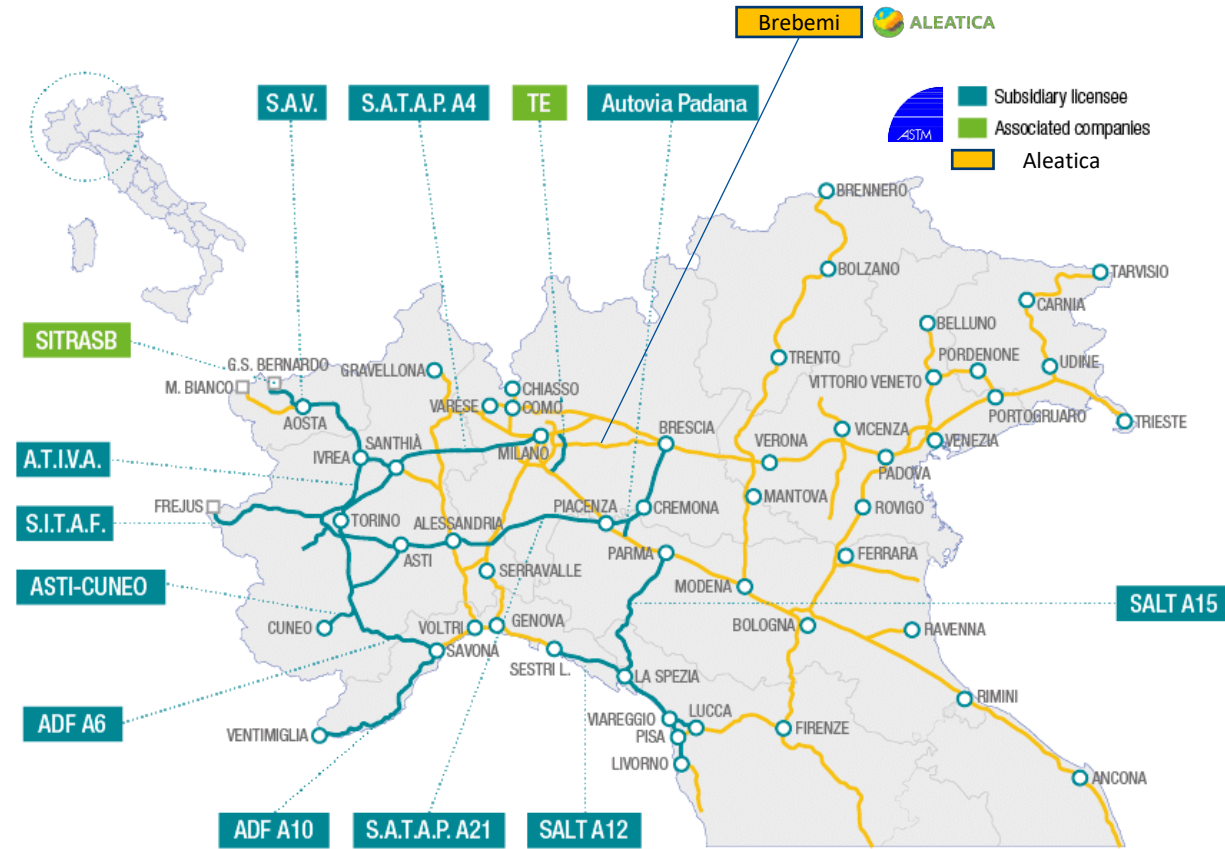 Brebemi
ALEATICA
S.A.V.
S.A.T.A.P. A4
TE
Autovia Padana
ASTM
Subsidiary licensee
Associated companies
Aleatica
BRENNERO
BOLZANO
TARVISIO
CARNIA
BELLUNO
SITRASB
G.S. BERNARDO
M. BIANCO
GRAVELLONA
TRENTO
PORDENONE
UDINE
VITTORIO VENETO
CHIASSO
VARESE
COMO
PORTOGRUARO
AOSTA
TRIESTE
BRESCIA
VICENZA
VERONA
VENEZIA
SANTHIÀ
MILANO
A.T.I.V.A.
IVREA
PADOVA
MANTOVA
FREJUS
PIACENZA
CREMONA
ROVIGO
S.I.T.A.F.
TORINO
ALESSANDRIA
ASTI
PARMA
FERRARA
SERRAVALLE
ASTI-CUNEO
MODENA
SALT A15
CUNEO
VOLTRI
GENOVA
BOLOGNA
RAVENNA
SAVONA
SESTRI L.
LA SPEZIA
RIMINI
ADF A6
VENTIMIGLIA
VIAREGGIO
LUCCA
PISA
FIRENZE
LIVORNO
ANCONA
ADF A10
S.A.T.A.P. A21
SALT A12